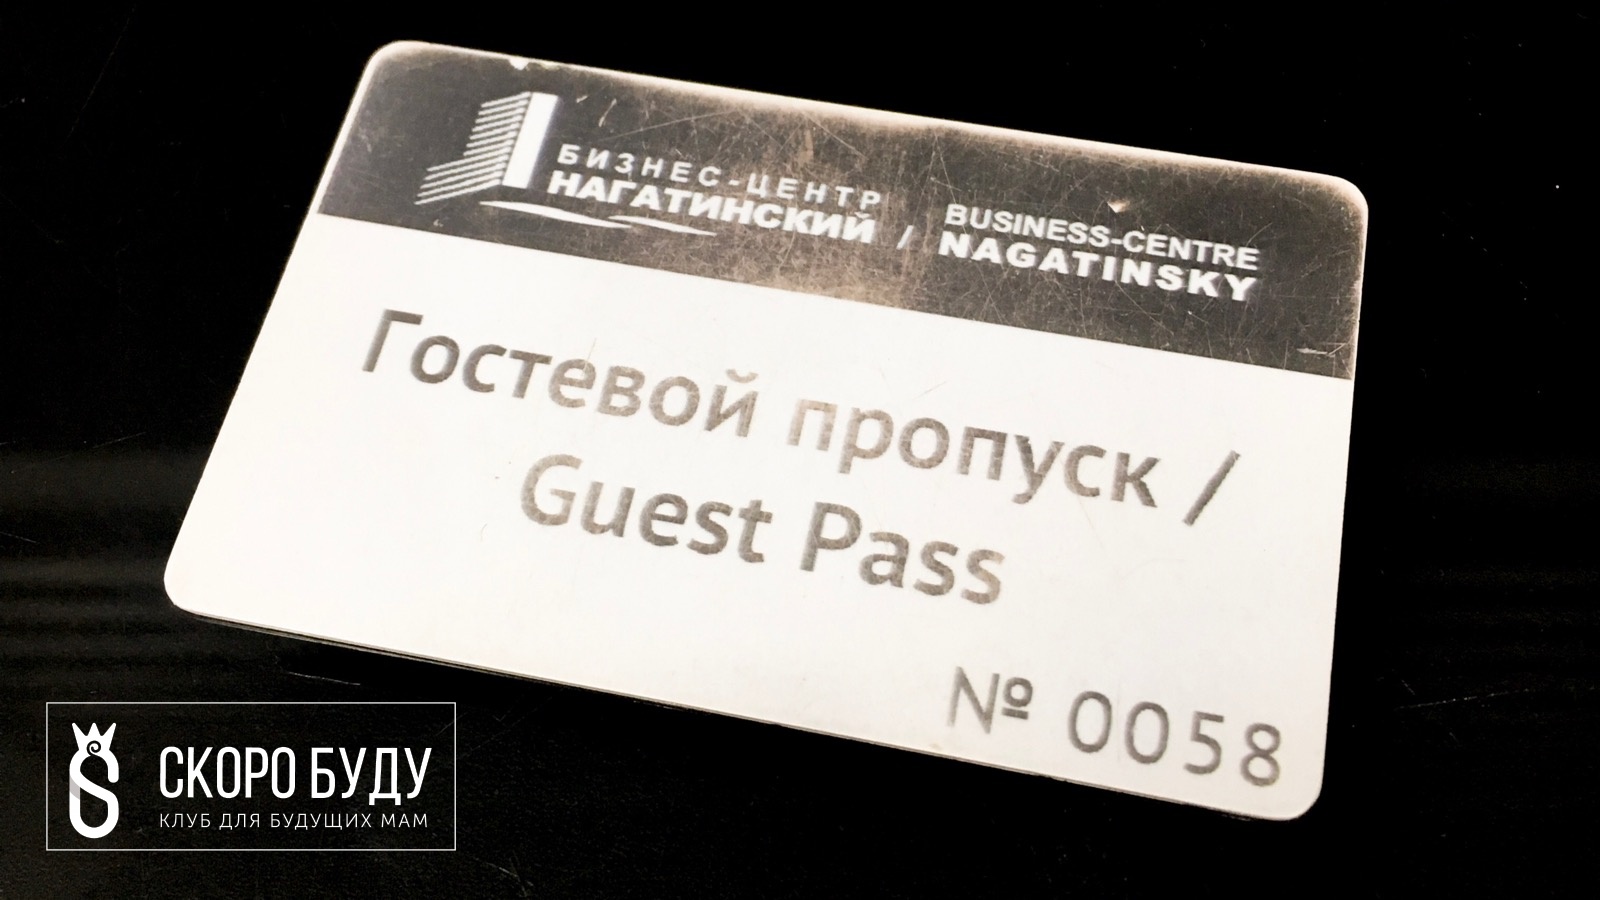 БИЗНЕС-ЦЕНТР
НАГАТИНСКИЙ / BUSINESS-CENTRE
NAGATINSKY
Гостевой пропуск /
Guest Pass
№ 0058
СКОРО БУДУ
КЛУБ ДЛЯ БУДУЩИХ МАМ